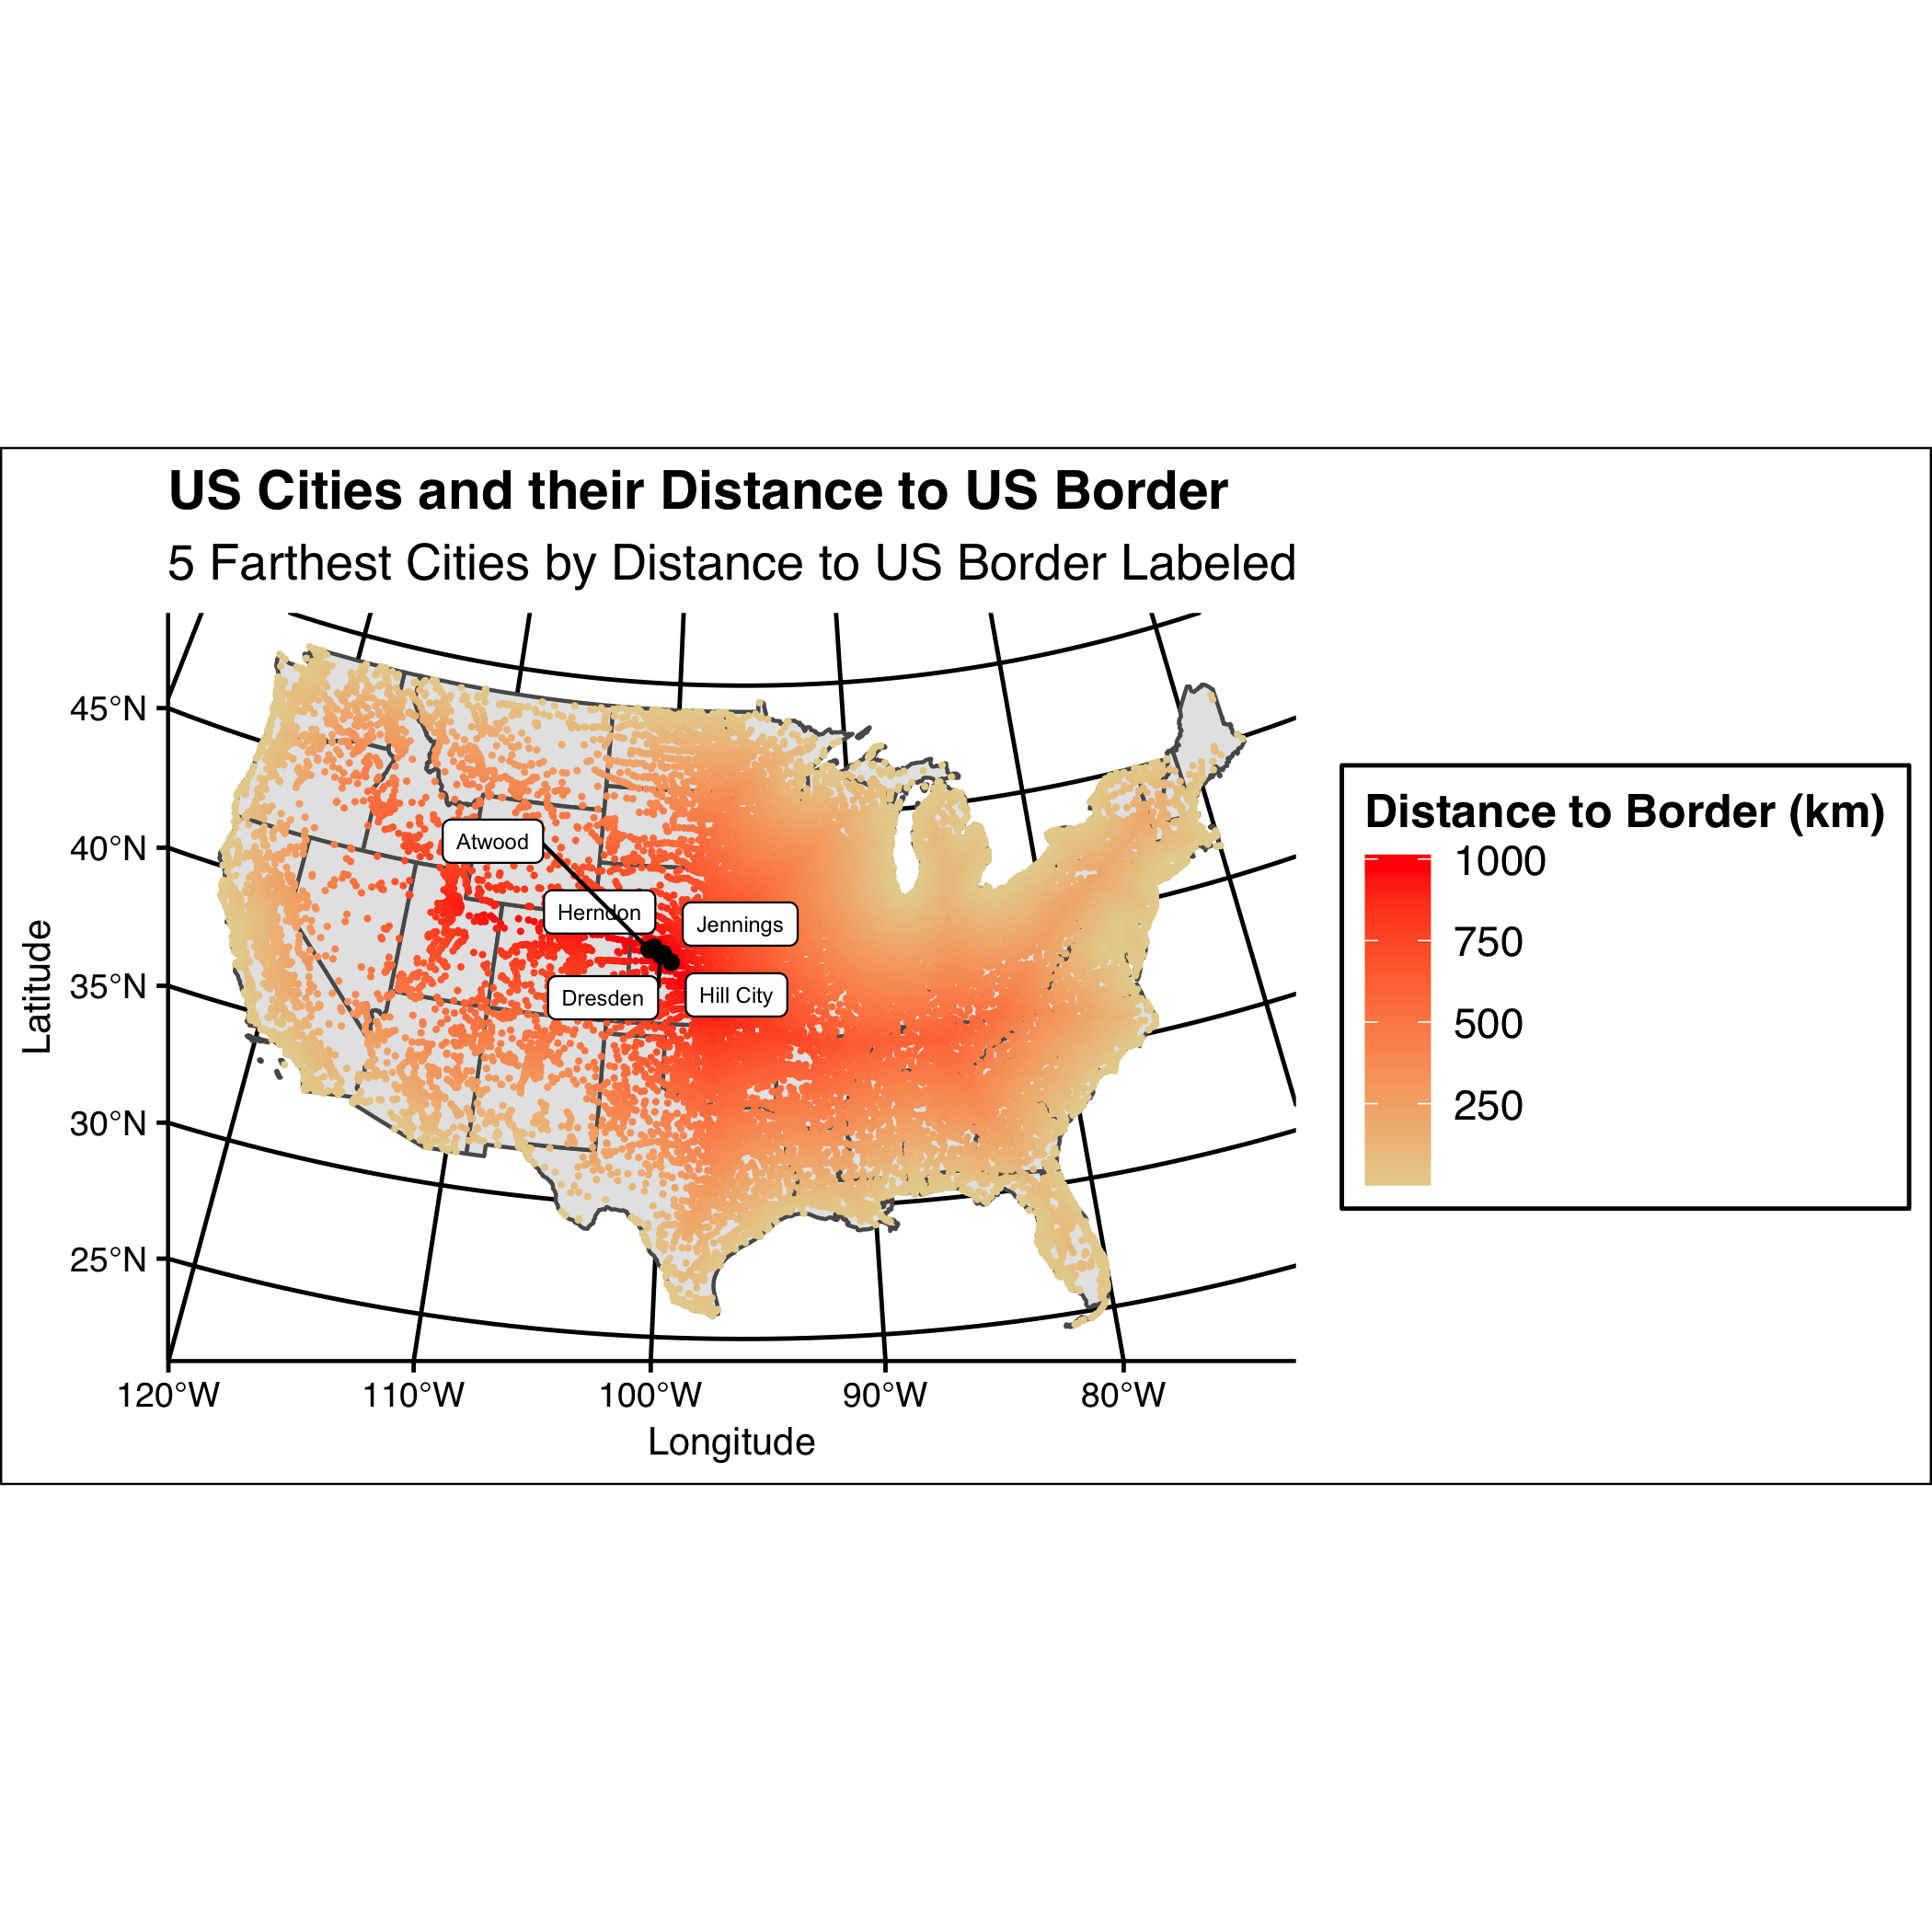 US Cities and their Distance to US Border
5 Farthest Cities by Distance to US Border Labeled
45°N
40°N
35°N
30°N
25°N
Latitude
Atwood
Herndon
Jennings
Dresden
Hill City
120°W
110°W
100°W
90°W
80°W
Longitude
Distance to Border (km)
1000
750
500
250